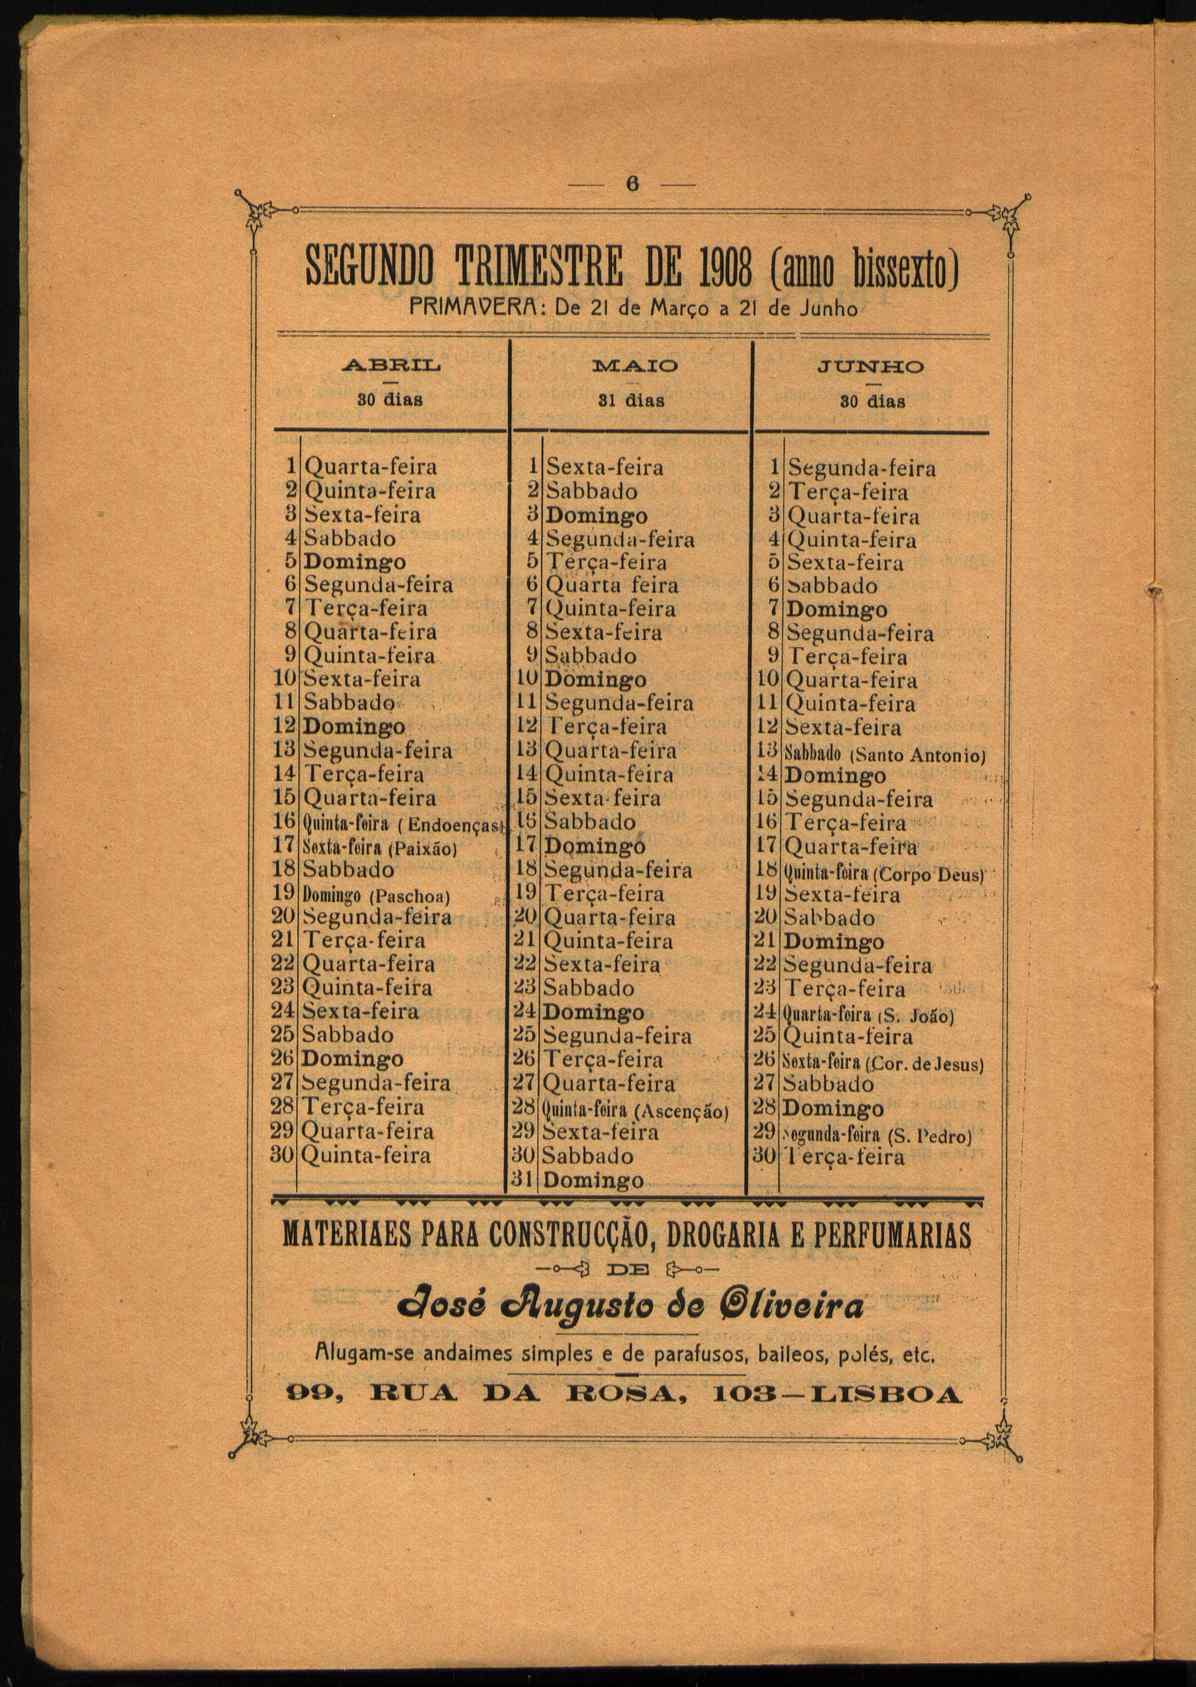 — 6 —
SEGUNDO TRIMESTRE DE 1908 (anno bissexto)
PRIMAVERA: De 21 de Março a 21 de Junho
ABRIL
30 dias
1 Quarta-feira
2 Quinta-feira
3 Sexta-feira
4 Sabbado
5 Domingo
6 Segunda-feira
7 Terça-feira
8 Quarta-feira
9 Quinta-feira
10 Sexta-feira
11 Sabbado
12 Domingo
13 Segunda-feira
14 Terça-feira
15 Quarta-feira
16 Quinta-feira (Endoenças)
17 Sexta-feira (Paixão)
18 Sabbado
19 Domingo (Paschoa)
20 Segunda-feira
21 Terça-feira
22 Quarta-feira
23 Quinta-feira
24 Sexta-feira
25 Sabbado
26 Domingo
27 Segunda-feira
28 Terça-feira
29 Quarta-feira
30 Quinta-feira
MAIO
31 dias
1 Sexta-feira
2 Sabbado
3 Domingo
4 Segunda-feira
5 Terça-feira
6 Quarta feira
7 Quinta-feira
8 Sexta-feira
9 Sabbado
10 Domingo
11 Segunda-feira
12 Terça-feira
13 Quarta-feira
14 Quinta-feira
15 Sexta-feira
16 Sabbado
17 Domingo
18 Segunda-feira
19 Terça-feira
20 Quarta-feira
21 Quinta-feira
22 Sexta-feira
23 Sabbado
24 Domingo
25 Segunda-feira
26 Terça-feira
27 Quarta-feira
28 Quinta-feira (Ascenção)
29 Sexta-feira
30 Sabbado
31 Domingo
JUNHO
30 dias
1 Segunda-feira
2 Terça-feira
3 Quarta-feira
4 Quinta-feira
5 Sexta-feira
6 Sabbado
7 Domingo
8 Segunda-feira
9 Terça-feira
10 Quarta-feira
11 Quinta-feira
12 Sexta-feira
13 Sabbado (Santo Antonio)
14 Domingo
15 Segunda-feira
16 Terça-feira
17 Quarta-feira
18 Quinta-feira (Corpo Deus)
19 Sexta-feira
20 Sabbado
21 Domingo
22 Segunda-feira
23 Terça-feira
24 Quarta-feira (S. João)
25 Quinta-feira
26 Sexta-feira (Cor. de Jesus)
27 Sabbado
28 Domingo
29 Segunda-feira (S. Pedro)
30 Terça-feira
MATERIAES PARA CONSTRUCÇÃO, DROGARIA E PERFUMARIAS
DE
José Augusto de Oliveira
Alugam-se andaimes simples e de parafusos, baileos, polés, etc.
99, RUA DA ROSA, 103—LISBOA